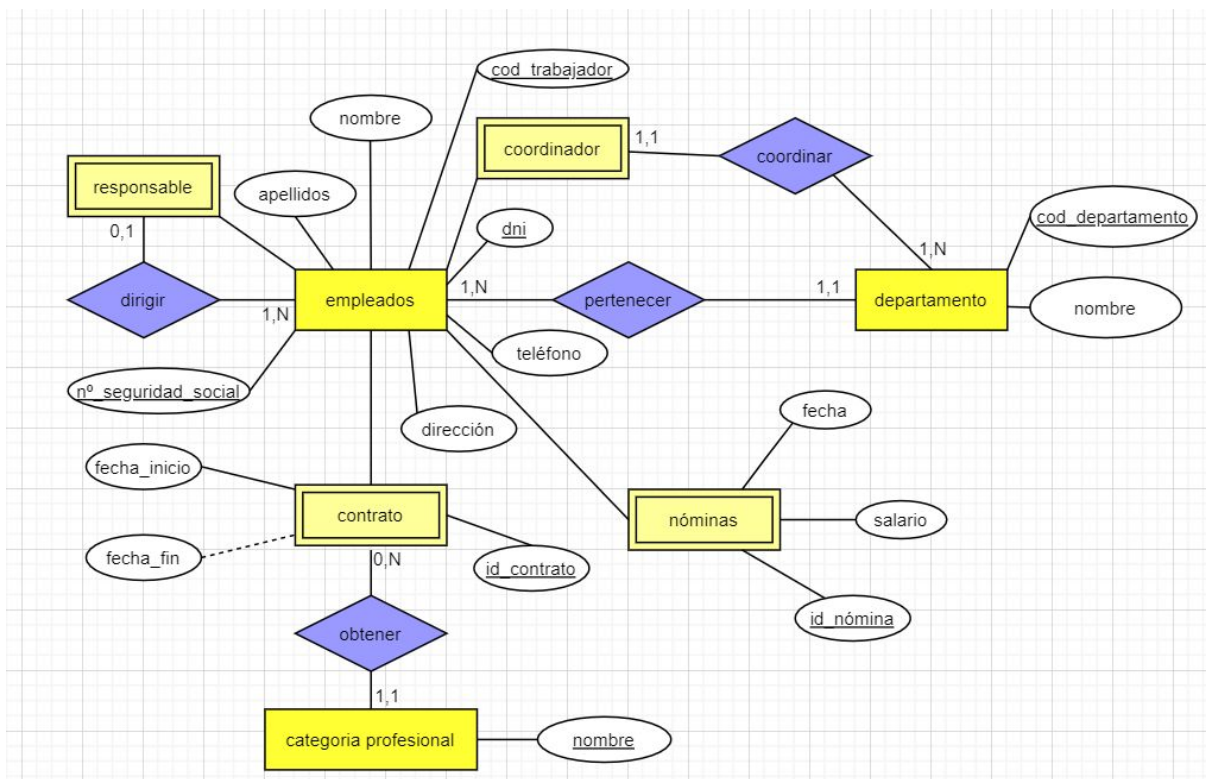 cod_trabajador
nombre
coordinador
1,1
coordinar
responsable
apellidos
cod_departamento
dni
0,1
1,N
dirigir
1,N
empleados
1,N
pertenecer
1,1
departamento
nombre
teléfono
nº_seguridad_social
dirección
fecha
fecha_inicio
contrato
nóminas
salario
fecha_fin
0,N
id_contrato
id_nómina
obtener
1,1
categoria profesional
nombre